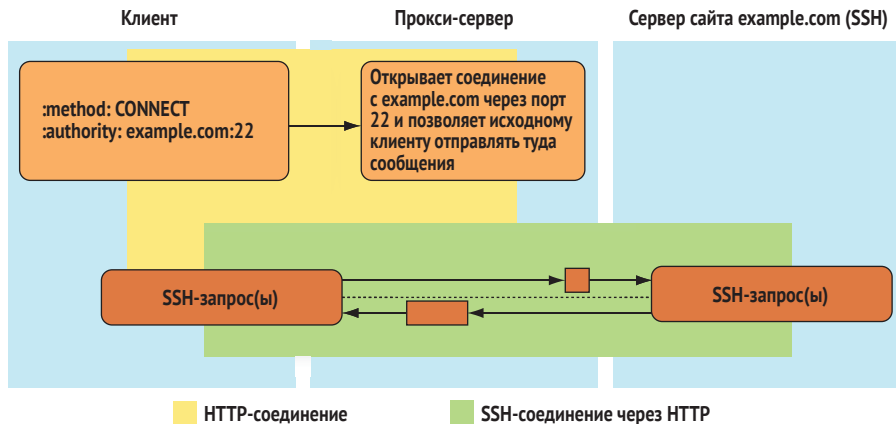 Клиент
Прокси-сервер
Сервер сайта example.com (SSH)
:method: CONNECT
:authority: example.com:22
Открывает соединение
с example.com через порт
22 и позволяет исходному
клиенту отправлять туда
сообщения
SSH-запрос(ы)
SSH-запрос(ы)
HTTP-соединение
SSH-соединение через HTTP